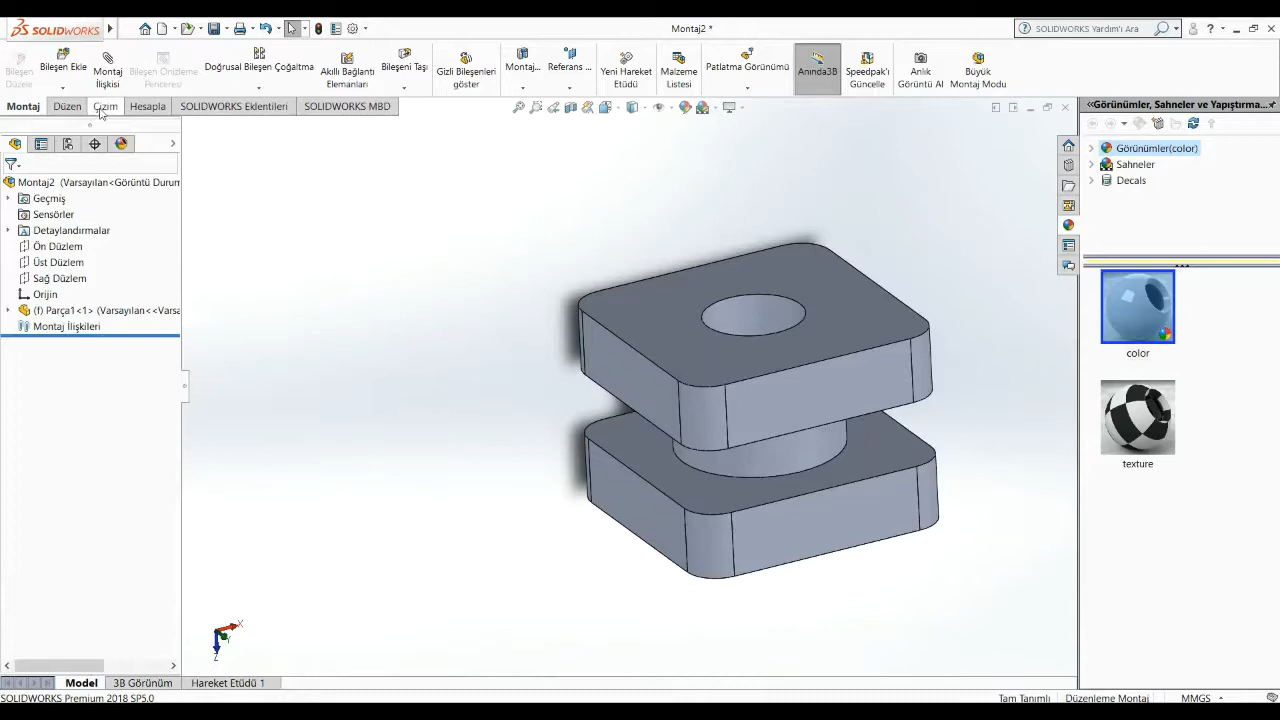 SOLIDWORKS
Montaj2 *
SOLIDWORKS Yardım'ı Ara
Bileşen Düzenle
Bileşen Ekle
Montaj ilişkisi
Bileşen Önizleme Penceresi
Doğrusal Bileşen Çoğaltma
Akıllı Bağlantı Elemanları
Bileşeni Taşı
Gizli Bileşenleri göster
Montaj...
Referans ...
Yeni Hareket Etüdü
Malzeme Listesi
Patlatma Görünümü
Anında3B
Speedpak'ı Güncelle
Anlık Görüntü Al
Büyük Montaj Modu
Montaj
Düzen
Çizim
Hesapla
SOLIDWORKS Eklentileri
SOLIDWORKS MBD
Görünümler, Sahneler ve Yapıştırma...
Montaj2 (Varsayılan<Görüntü Durum
Geçmiş
Sensörler
Detaylandırmalar
Ön Düzlem
Üst Düzlem
Sağ Düzlem
Orijin
(f) Parça1<1> (Varsayılan<<Varsa
Montaj İlişkileri
Görünümler(color)
Sahneler
Decals
color
texture
X
Y
Z
Model
3B Görünüm
Hareket Etüdü 1
SOLIDWORKS Premium 2018 SP5.0
Tam Tanımlı
Düzenleme Montaj
MMGS